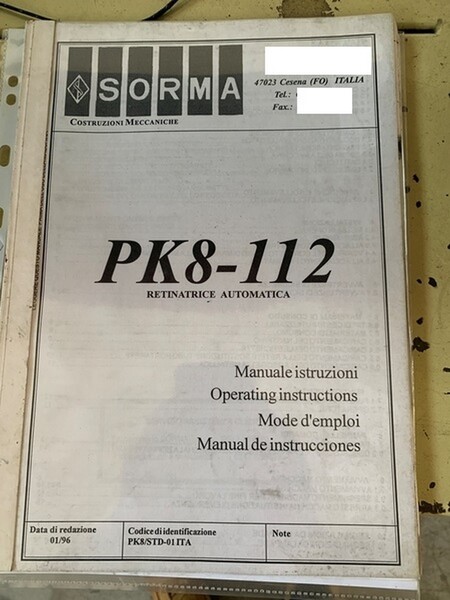 SORMA
47023 Cesena (FO) ITALIA
Tel.:
Fax.:
COSTRUZIONI MECCANICHE
PK8-112
RETINATRICE AUTOMATICA
Manuale istruzioni
Operating instructions
Mode d'emploi
Manual de instrucciones
Data di redazione
01/96
Codice di identificazione
PK8/STD-01 ITA
Note